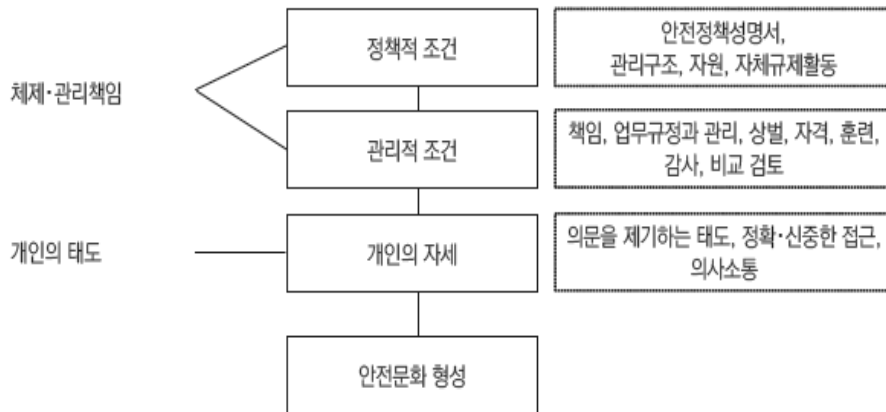 정책적 조건
안전정책성명서,
관리구조, 자원, 자체규제활동
체제·관리책임
관리적 조건
책임, 업무규정과 관리, 상벌, 자격, 훈련,
감사, 비교 검토
개인의 태도
개인의 자세
의문을 제기하는 태도, 정확·신중한 접근,
의사소통
안전문화 형성